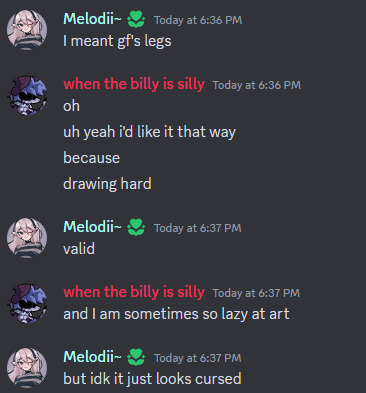 Melodii~ Today at 6:36 PM
I meant gf's legs
when the billy is silly Today at 6:36 PM
oh
uh yeah i'd like it that way
because
drawing hard
Melodii~ Today at 6:37 PM
valid
when the billy is silly Today at 6:37 PM
and I am sometimes so lazy at art
Melodii~ Today at 6:37 PM
but idk it just looks cursed